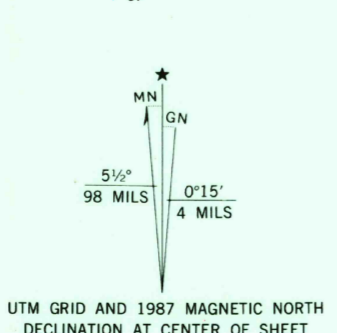 ★
MN
GN
5½°
98 MILS
0°15′
4 MILS
UTM GRID AND 1987 MAGNETIC NORTH
DECLINATION AT CENTER OF SHEET